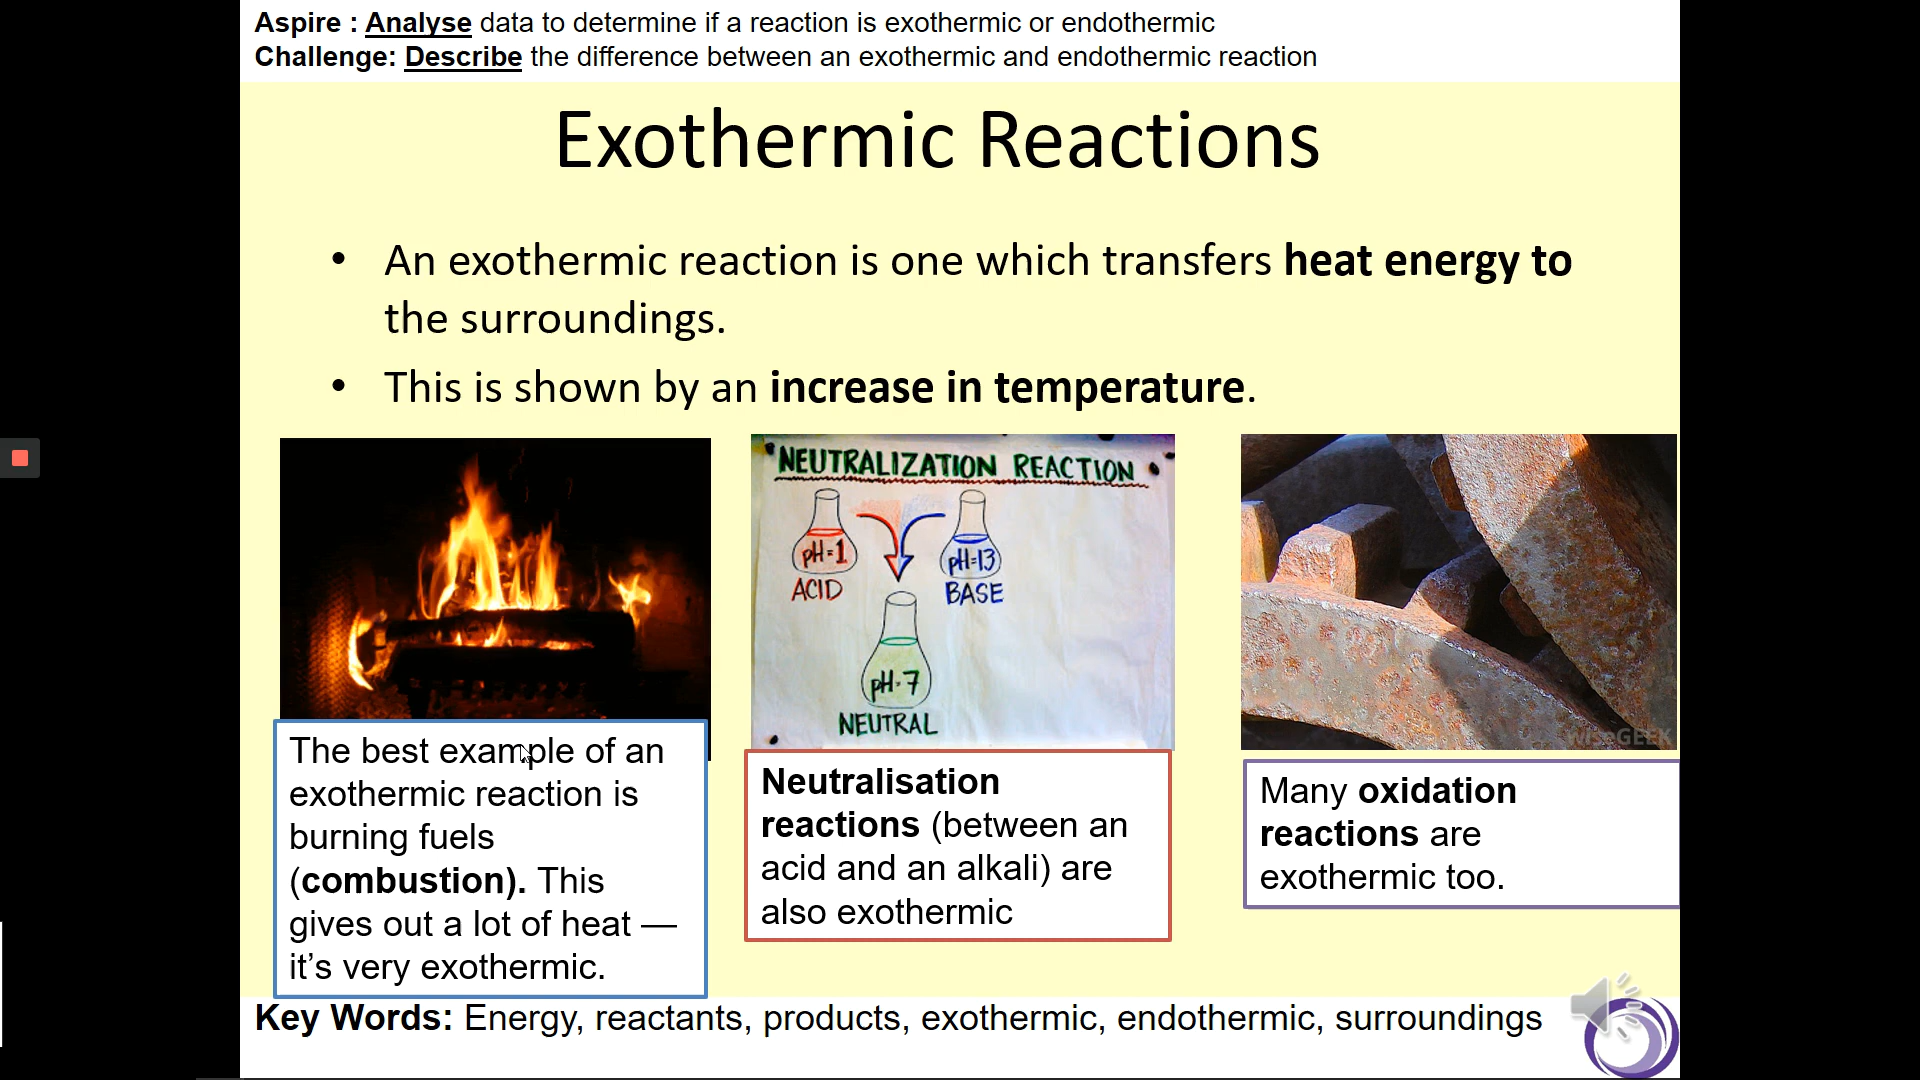 Aspire : Analyse data to determine if a reaction is exothermic or endothermic
Challenge: Describe the difference between an exothermic and endothermic reaction
Exothermic Reactions
• An exothermic reaction is one which transfers heat energy to
the surroundings.
• This is shown by an increase in temperature.
NEUTRALIZATION REACTION
pH=1
ACID
pH=13
BASE
pH=7
NEUTRAL
wiseGEEK
The best example of an
exothermic reaction is
burning fuels
(combustion). This
gives out a lot of heat —
it’s very exothermic.
Neutralisation
reactions (between an
acid and an alkali) are
also exothermic
Many oxidation
reactions are
exothermic too.
Key Words: Energy, reactants, products, exothermic, endothermic, surroundings